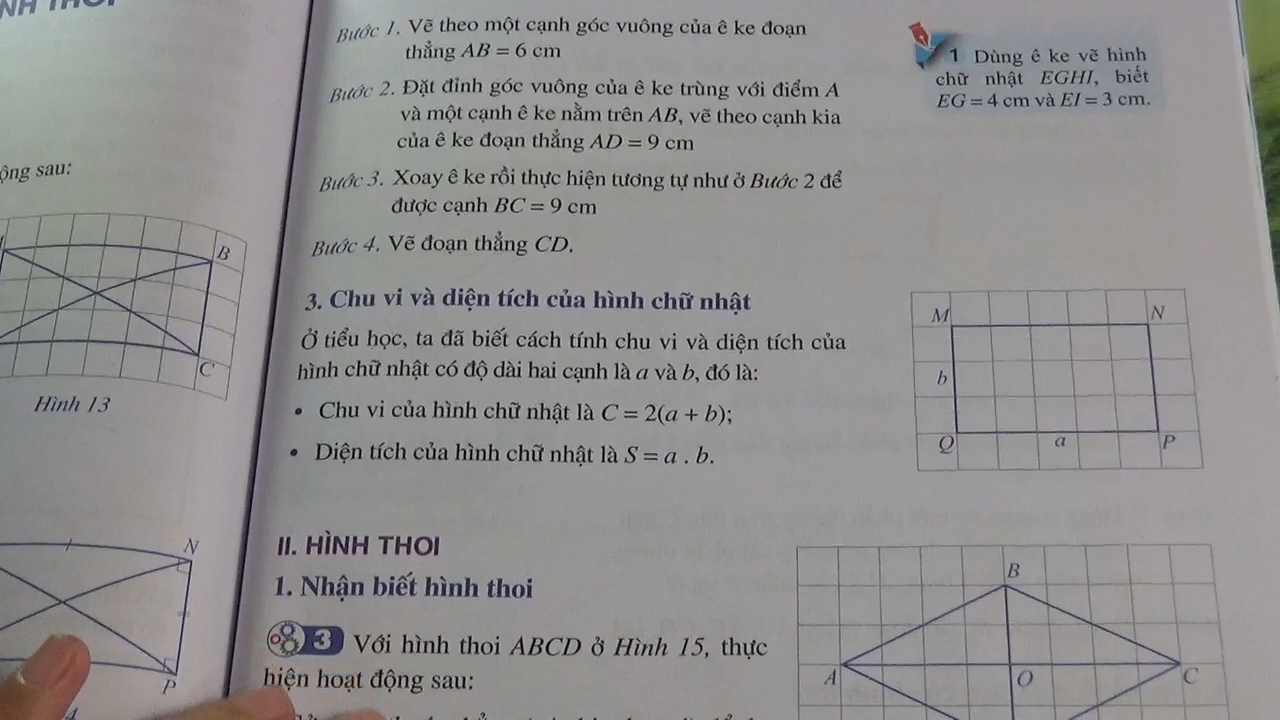 ộng sau:
B
C
Hình 13
N
P
Bước 1. Vẽ theo một cạnh góc vuông của ê ke đoạn
thẳng AB = 6 cm
Bước 2. Đặt đỉnh góc vuông của ê ke trùng với điểm A
và một cạnh ê ke nằm trên AB, vẽ theo cạnh kia
của ê ke đoạn thẳng AD = 9 cm
Bước 3. Xoay ê ke rồi thực hiện tương tự như ở Bước 2 để
được cạnh BC = 9 cm
Bước 4. Vẽ đoạn thẳng CD.
3. Chu vi và diện tích của hình chữ nhật
Ở tiểu học, ta đã biết cách tính chu vi và diện tích của
hình chữ nhật có độ dài hai cạnh là a và b, đó là:
• Chu vi của hình chữ nhật là C = 2(a + b);
• Diện tích của hình chữ nhật là S = a . b.
II. HÌNH THOI
1. Nhận biết hình thoi
3 Với hình thoi ABCD ở Hình 15, thực
hiện hoạt động sau:
1 Dùng ê ke vẽ hình
chữ nhật EGHI, biết
EG = 4 cm và EI = 3 cm.
M N
b
Q a P
B
A O C